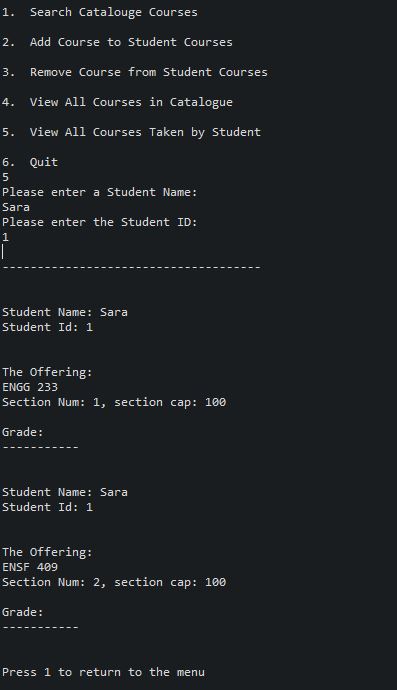 1.  Search Catalouge Courses
2.  Add Course to Student Courses
3.  Remove Course from Student Courses
4.  View All Courses in Catalogue
5.  View All Courses Taken by Student
6.  Quit
5
Please enter a Student Name:
Sara
Please enter the Student ID:
1
-------------------------------------
Student Name: Sara
Student Id: 1
The Offering:
ENGG 233
Section Num: 1, section cap: 100
Grade:
-----------
Student Name: Sara
Student Id: 1
The Offering:
ENSF 409
Section Num: 2, section cap: 100
Grade:
-----------
Press 1 to return to the menu